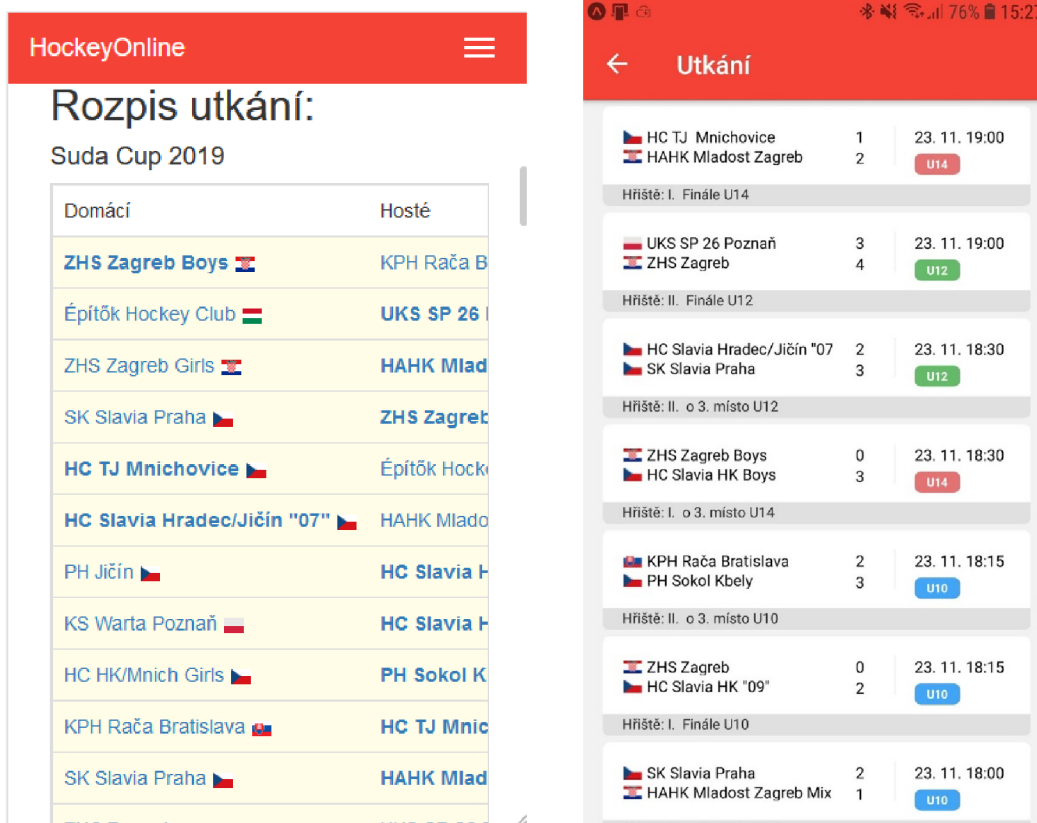 HockeyOnline
Rozpis utkání:
Suda Cup 2019
Domácí Hosté
ZHS Zagreb Boys KPH Rača B
Építők Hockey Club UKS SP 26
ZHS Zagreb Girls HAHK Mlad
SK Slavia Praha ZHS Zagreb
HC TJ Mnichovice Építők Hock
HC Slavia Hradec/Jičín "07" HAHK Mlado
PH Jičín HC Slavia H
KS Warta Poznaň HC Slavia H
HC HK/Mnich Girls PH Sokol K
KPH Rača Bratislava HC TJ Mnic
SK Slavia Praha HAHK Mlad
76% 15:27
Utkání
HC TJ Mnichovice 1 23. 11. 19:00
HAHK Mladost Zagreb 2 U14
Hřiště: I. Finále U14
UKS SP 26 Poznaň 3 23. 11. 19:00
ZHS Zagreb 4 U12
Hřiště: II. Finále U12
HC Slavia Hradec/Jičín "07 2 23. 11. 18:30
SK Slavia Praha 3 U12
Hřiště: II. o 3. místo U12
ZHS Zagreb Boys 0 23. 11. 18:30
HC Slavia HK Boys 3 U14
Hřiště: I. o 3. místo U14
KPH Rača Bratislava 2 23. 11. 18:15
PH Sokol Kbely 3 U10
Hřiště: II. o 3. místo U10
ZHS Zagreb 0 23. 11. 18:15
HC Slavia HK "09" 2 U10
Hřiště: I. Finále U10
SK Slavia Praha 2 23. 11. 18:00
HAHK Mladost Zagreb Mix 1 U10